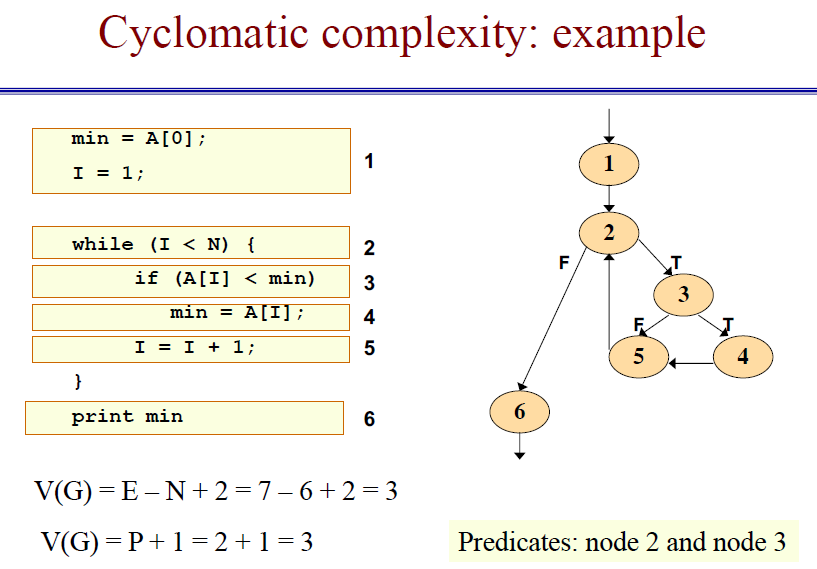 Cyclomatic complexity: example
min = A[0];
I = 1;
1
while (I < N) {
2
if (A[I] < min)
3
min = A[I];
4
I = I + 1;
5
}
print min
6
1
2
F
T
3
F
T
5
4
6
V(G) = E – N + 2 = 7 – 6 + 2 = 3
V(G) = P + 1 = 2 + 1 = 3
Predicates: node 2 and node 3